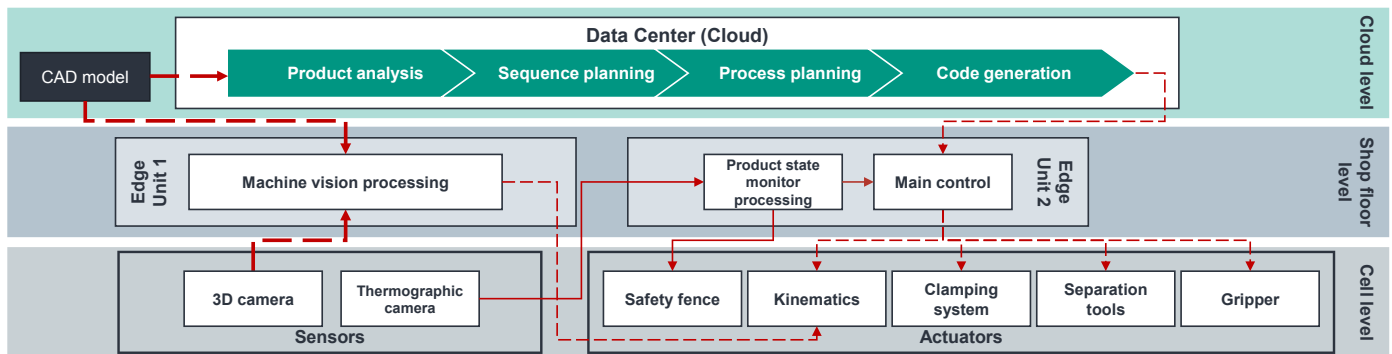 Data Center (Cloud)
CAD model
Product analysis
Sequence planning
Process planning
Code generation
Cloud level
Edge
Unit 1
Machine vision processing
Product state
monitor
processing
Main control
Edge
Unit 2
Shop floor
level
3D camera
Thermographic
camera
Sensors
Safety fence
Kinematics
Clamping
system
Separation
tools
Gripper
Actuators
Cell level